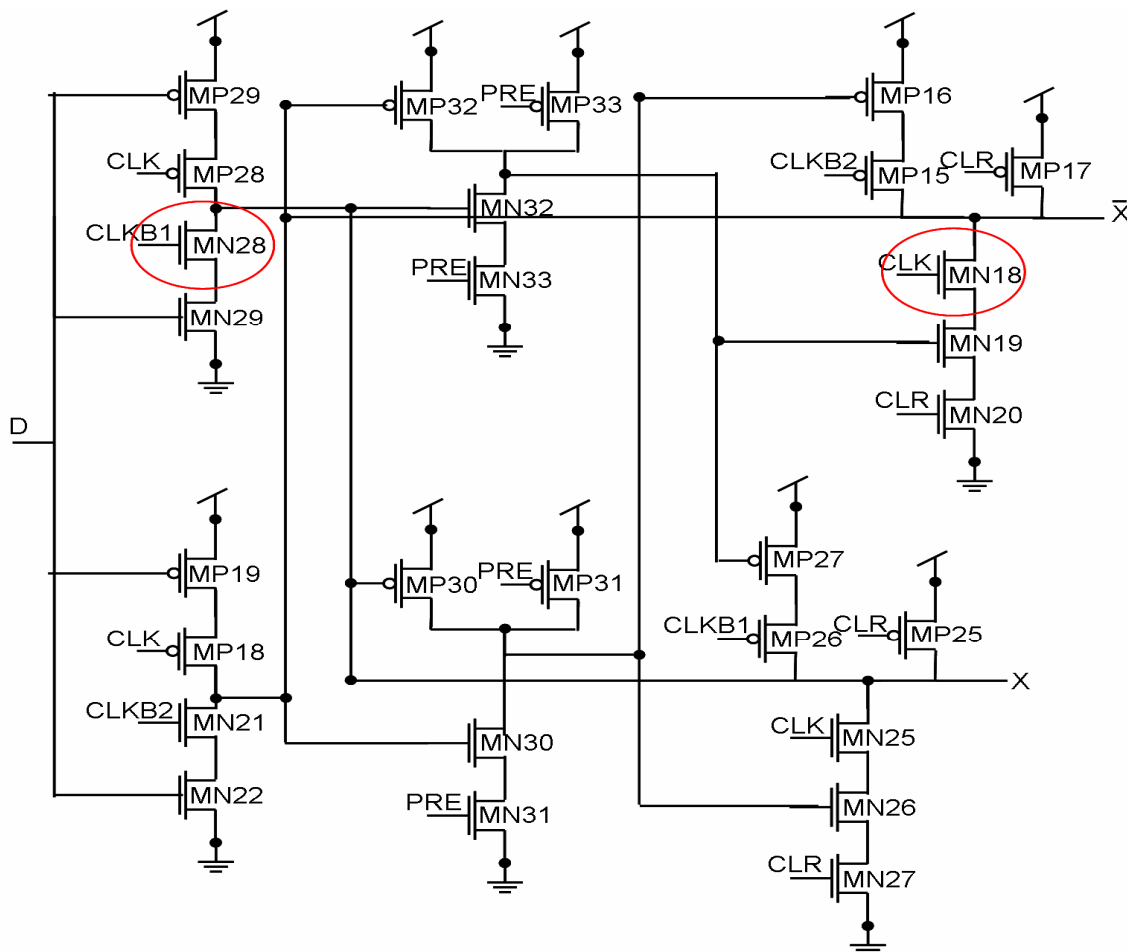 MP29
CLK
MP28
CLKB1
MN28
MN29
MP32
PRE
MP33
MN32
PRE
MN33
MP16
CLKB2
MP15
CLR
MP17
X̅
CLK
MN18
MN19
CLR
MN20
D
MP19
CLK
MP18
CLKB2
MN21
MN22
MP30
PRE
MP31
MN30
PRE
MN31
MP27
CLKB1
MP26
CLR
MP25
X
CLK
MN25
MN26
CLR
MN27